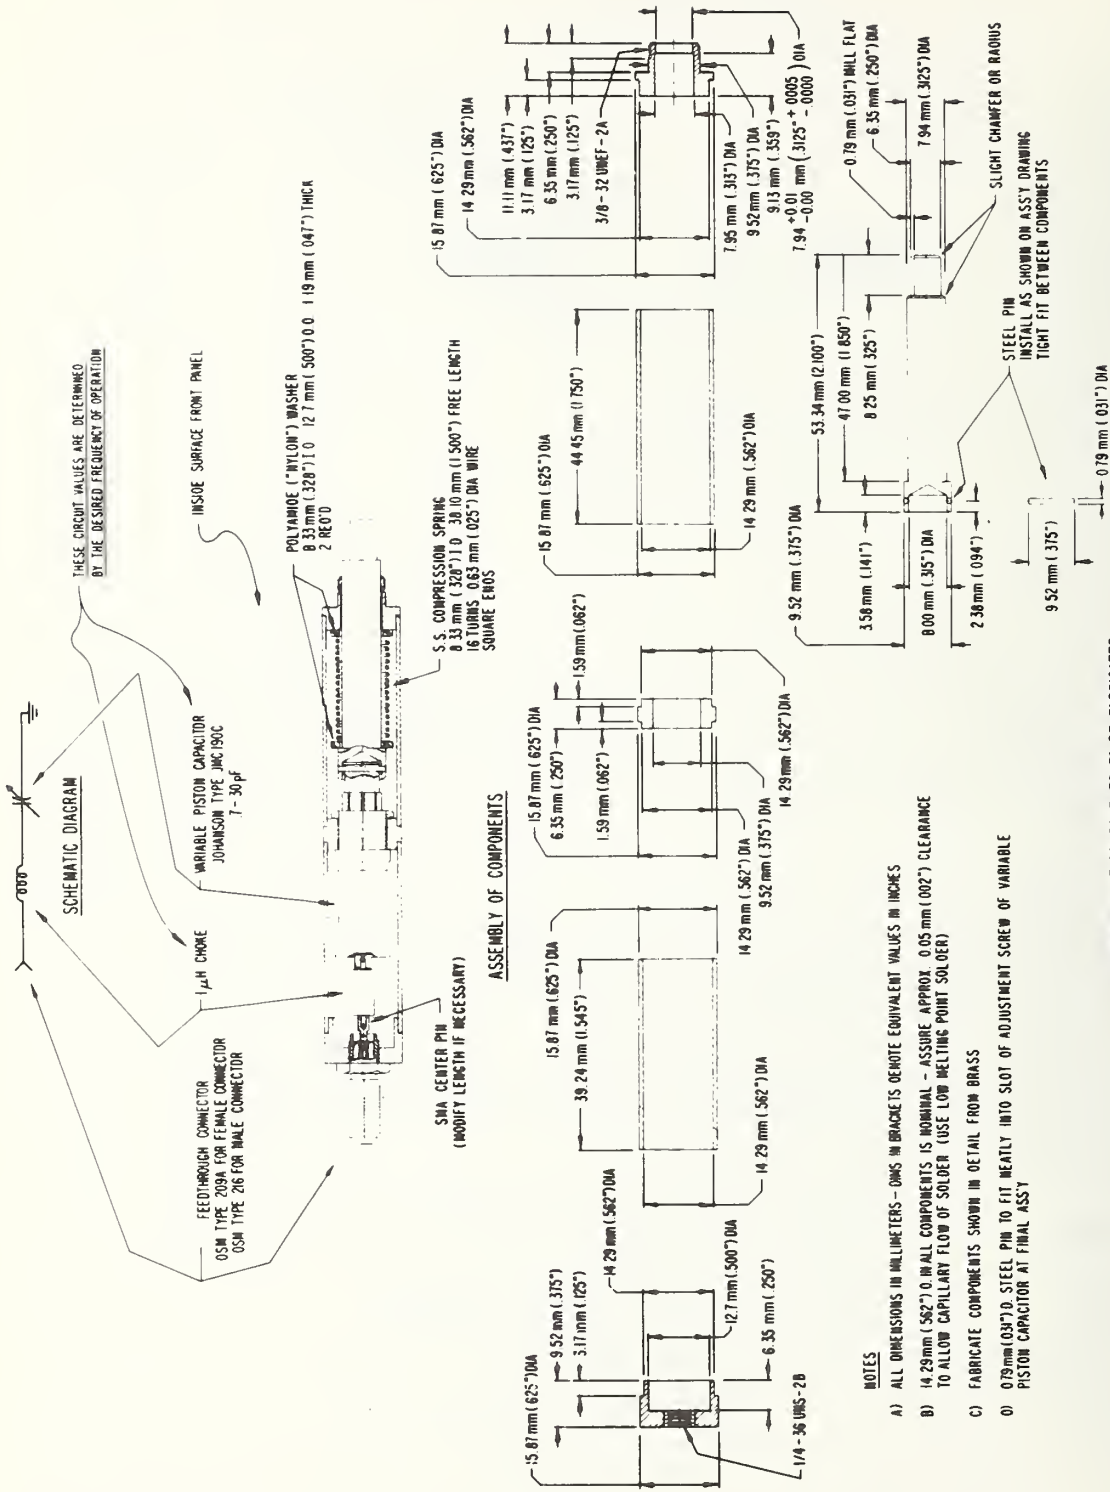 SCHEMATIC DIAGRAM
THESE CIRCUIT VALUES ARE DETERMINED
BY THE DESIRED FREQUENCY OF OPERATION
FEEDTHROUGH CONNECTOR
OSM TYPE 209A FOR FEMALE CONNECTOR
OSM TYPE 216 FOR MALE CONNECTOR
1 μH CHOKE
VARIABLE PISTON CAPACITOR
JOHANSON TYPE JMC 190C
.7 - 30 pF
INSIDE SURFACE FRONT PANEL
POLYAMIDE ("NYLON") WASHER
8 33 mm (.328") I D 12 7 mm (.500") O.D 1 19 mm (.047") THICK
2 REQ'D
SMA CENTER PIN
(MODIFY LENGTH IF NECESSARY)
S.S. COMPRESSION SPRING
8 33 mm (.328") I D 38.10 mm (1 500") FREE LENGTH
16 TURNS 0.63 mm (.025") DIA WIRE
SQUARE ENDS
ASSEMBLY OF COMPONENTS
15.87 mm (.625") DIA
9.52 mm (.375")
3.17 mm (.125")
14 29 mm (.562") DIA
12.7 mm (.500") DIA
6.35 mm (.250")
1/4 - 36 UNS - 2B
15.87 mm (.625") DIA
39.24 mm (1.545")
14.29 mm (.562") DIA
15.87 mm (.625") DIA
6.35 mm (.250")
1.59 mm (.062")
1.59 mm (.062")
14.29 mm (.562") DIA
9.52 mm (.375") DIA
14.29 mm (.562") DIA
15.87 mm (.625") DIA
44.45 mm (1.750")
14.29 mm (.562") DIA
15.87 mm (.625") DIA
14 29 mm (.562") DIA
11.11 mm (.437")
3.17 mm (.125")
6.35 mm (.250")
3.17 mm (.125")
3/8 - 32 UNEF - 2A
7.95 mm (.313") DIA
9.52 mm (.375") DIA
9.13 mm (.359")
7.94 +0.01 -0.00 mm (.3125" +.0005 -.0000) DIA
9.52 mm (.375") DIA
3.58 mm (.141")
8.00 mm (.315") DIA
2.38 mm (.094")
53.34 mm (2.100")
47.00 mm (1 850")
8 25 mm (.325")
0.79 mm (.031") MILL FLAT
6.35 mm (.250") DIA
7.94 mm (.3125") DIA
SLIGHT CHAMFER OR RADIUS
STEEL PIN
INSTALL AS SHOWN ON ASS'Y DRAWING
TIGHT FIT BETWEEN COMPONENTS
9 52 mm (.375")
0.79 mm (.031") DIA
NOTES
A) ALL DIMENSIONS IN MILLIMETERS - DIMS IN BRACKETS DENOTE EQUIVALENT VALUES IN INCHES
B) 14.29 mm (.562") D. IN ALL COMPONENTS IS NOMINAL - ASSURE APPROX. 0.05 mm (.002") CLEARANCE
TO ALLOW CAPILLARY FLOW OF SOLDER (USE LOW MELTING POINT SOLDER)
C) FABRICATE COMPONENTS SHOWN IN DETAIL FROM BRASS
D) 0.79 mm (.031") D. STEEL PIN TO FIT NEATLY INTO SLOT OF ADJUSTMENT SCREW OF VARIABLE
PISTON CAPACITOR AT FINAL ASS'Y